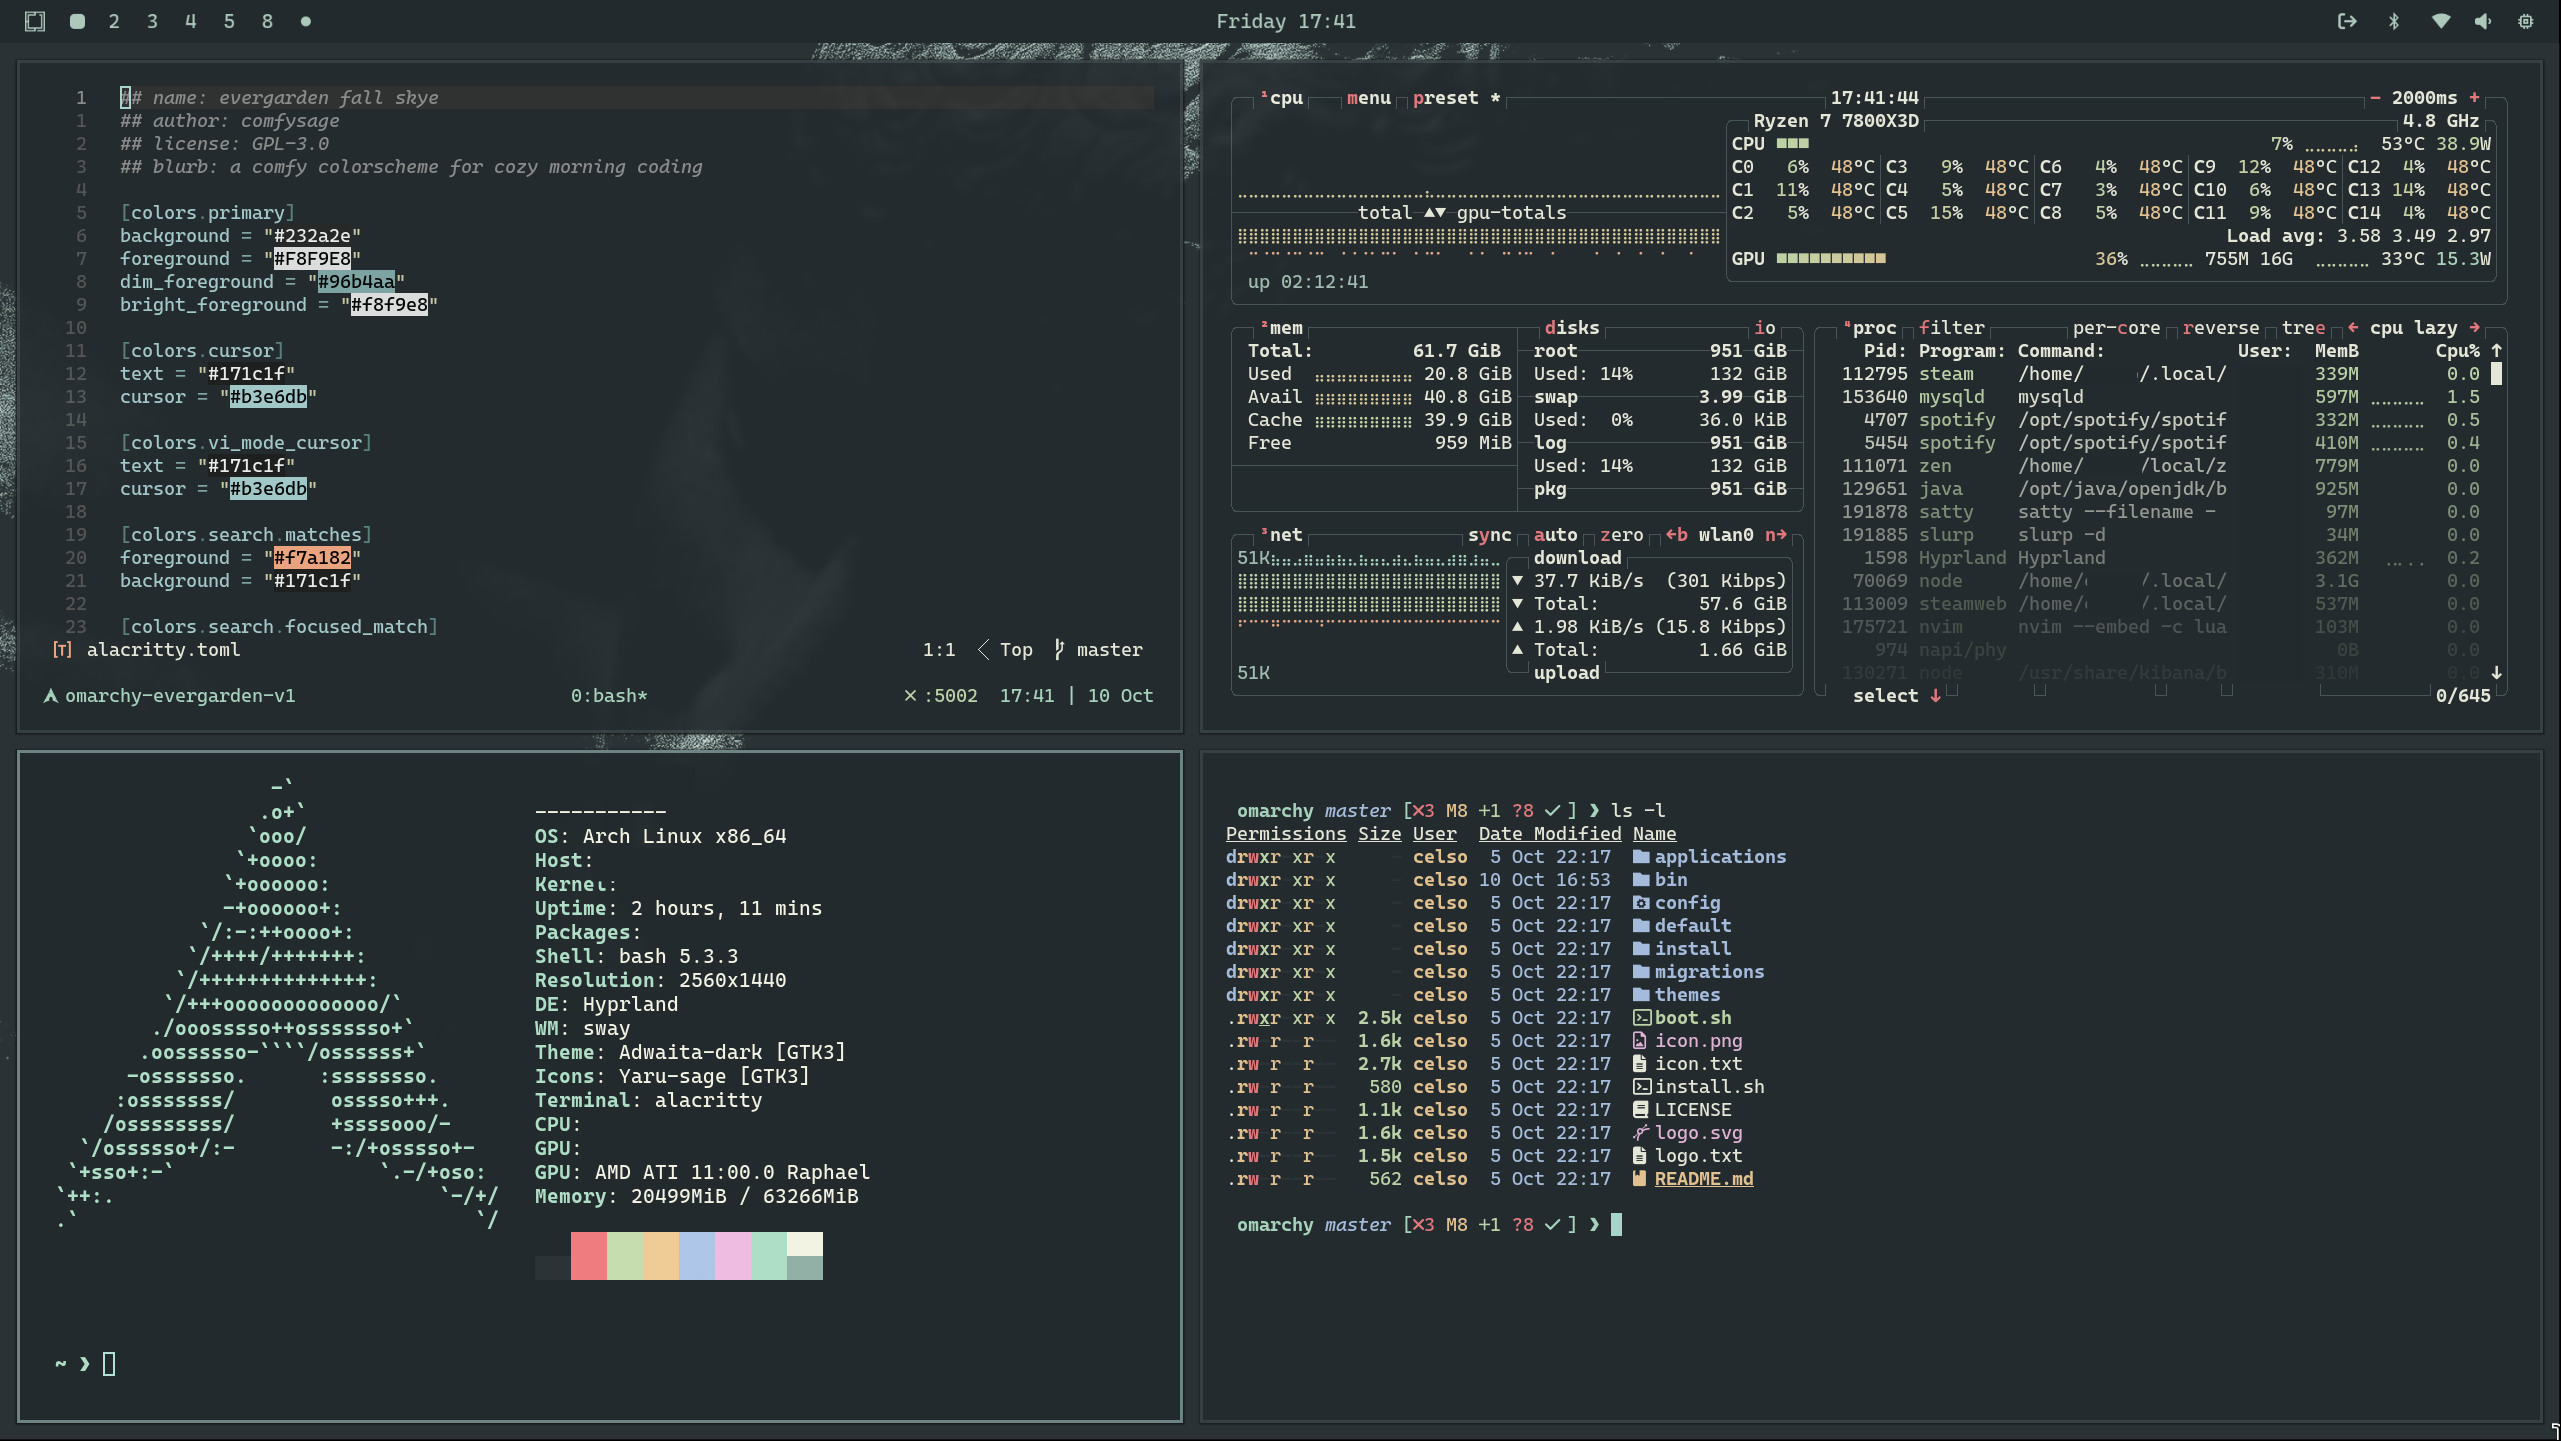 2 3 4 5 8
Friday 17:41
1 ## name: evergarden fall skye
1 ## author: comfysage
2 ## license: GPL-3.0
3 ## blurb: a comfy colorscheme for cozy morning coding
4
5 [colors.primary]
6 background = "#232a2e"
7 foreground = "#F8F9E8"
8 dim_foreground = "#96b4aa"
9 bright_foreground = "#f8f9e8"
10
11 [colors.cursor]
12 text = "#171c1f"
13 cursor = "#b3e6db"
14
15 [colors.vi_mode_cursor]
16 text = "#171c1f"
17 cursor = "#b3e6db"
18
19 [colors.search.matches]
20 foreground = "#f7a182"
21 background = "#171c1f"
22
23 [colors.search.focused_match]
[T] alacritty.toml 1:1 Top master
omarchy-evergarden-v1 0:bash* × :5002 17:41 | 10 Oct
¹cpu menu preset * 17:41:44 - 2000ms +
Ryzen 7 7800X3D 4.8 GHz
CPU 7% 53°C 38.9W
C0 6% 48°C C3 9% 48°C C6 4% 48°C C9 12% 48°C C12 4% 48°C
C1 11% 48°C C4 5% 48°C C7 3% 48°C C10 6% 48°C C13 14% 48°C
C2 5% 48°C C5 15% 48°C C8 5% 48°C C11 9% 48°C C14 4% 48°C
total ▲▼ gpu-totals
Load avg: 3.58 3.49 2.97
GPU 36% 755M 16G 33°C 15.3W
up 02:12:41
²mem
Total: 61.7 GiB
Used 20.8 GiB
Avail 40.8 GiB
Cache 39.9 GiB
Free 959 MiB
disks io
root 951 GiB
Used: 14% 132 GiB
swap 3.99 GiB
Used: 0% 36.0 KiB
log 951 GiB
Used: 14% 132 GiB
pkg 951 GiB
³net sync auto zero ←b wlan0 n→
51K
download
▼ 37.7 KiB/s (301 Kibps)
▼ Total: 57.6 GiB
▲ 1.98 KiB/s (15.8 Kibps)
▲ Total: 1.66 GiB
51K
upload
⁴proc filter per-core reverse tree ← cpu lazy →
Pid: Program: Command: User: MemB Cpu% ↑
112795 steam /home/ /.local/ 339M 0.0
153640 mysqld mysqld 597M 1.5
4707 spotify /opt/spotify/spotif 332M 0.5
5454 spotify /opt/spotify/spotif 410M 0.4
111071 zen /home/ /local/z 779M 0.0
129651 java /opt/java/openjdk/b 925M 0.0
191878 satty satty --filename - 97M 0.0
191885 slurp slurp -d 34M 0.0
1598 Hyprland Hyprland 362M 0.2
70069 node /home/ /.local/ 3.1G 0.0
113009 steamweb /home/ /.local/ 537M 0.0
175721 nvim nvim --embed -c lua 103M 0.0
974 napi/phy 0B 0.0
130271 node /usr/share/kibana/b 310M 0.0 ↓
select ↓ 0/645
-`
.o+`
`ooo/
`+oooo:
`+oooooo:
-+oooooo+:
`/:-:++oooo+:
`/++++/+++++++:
`/++++++++++++++:
`/+++ooooooooooooo/`
./ooosssso++osssssso+`
.oossssso-````/ossssss+`
-osssssso. :ssssssso.
:osssssss/ osssso+++.
/ossssssss/ +ssssooo/-
`/ossssso+/:- -:/+osssso+-
`+sso+:-` `.-/+oso:
`++:. `-/+/
.` `/
-----------
OS: Arch Linux x86_64
Host:
Kernel:
Uptime: 2 hours, 11 mins
Packages:
Shell: bash 5.3.3
Resolution: 2560x1440
DE: Hyprland
WM: sway
Theme: Adwaita-dark [GTK3]
Icons: Yaru-sage [GTK3]
Terminal: alacritty
CPU:
GPU:
GPU: AMD ATI 11:00.0 Raphael
Memory: 20499MiB / 63266MiB
~ ❯
omarchy master [×3 M8 +1 ?8 ✓ ] ❯ ls -l
Permissions Size User Date Modified Name
drwxr xr x - celso 5 Oct 22:17 applications
drwxr xr x - celso 10 Oct 16:53 bin
drwxr xr x - celso 5 Oct 22:17 config
drwxr xr x - celso 5 Oct 22:17 default
drwxr xr x - celso 5 Oct 22:17 install
drwxr xr x - celso 5 Oct 22:17 migrations
drwxr xr x - celso 5 Oct 22:17 themes
.rwxr xr x 2.5k celso 5 Oct 22:17 boot.sh
.rw r r 1.6k celso 5 Oct 22:17 icon.png
.rw r r 2.7k celso 5 Oct 22:17 icon.txt
.rw r r 580 celso 5 Oct 22:17 install.sh
.rw r r 1.1k celso 5 Oct 22:17 LICENSE
.rw r r 1.6k celso 5 Oct 22:17 logo.svg
.rw r r 1.5k celso 5 Oct 22:17 logo.txt
.rw r r 562 celso 5 Oct 22:17 README.md
omarchy master [×3 M8 +1 ?8 ✓ ] ❯